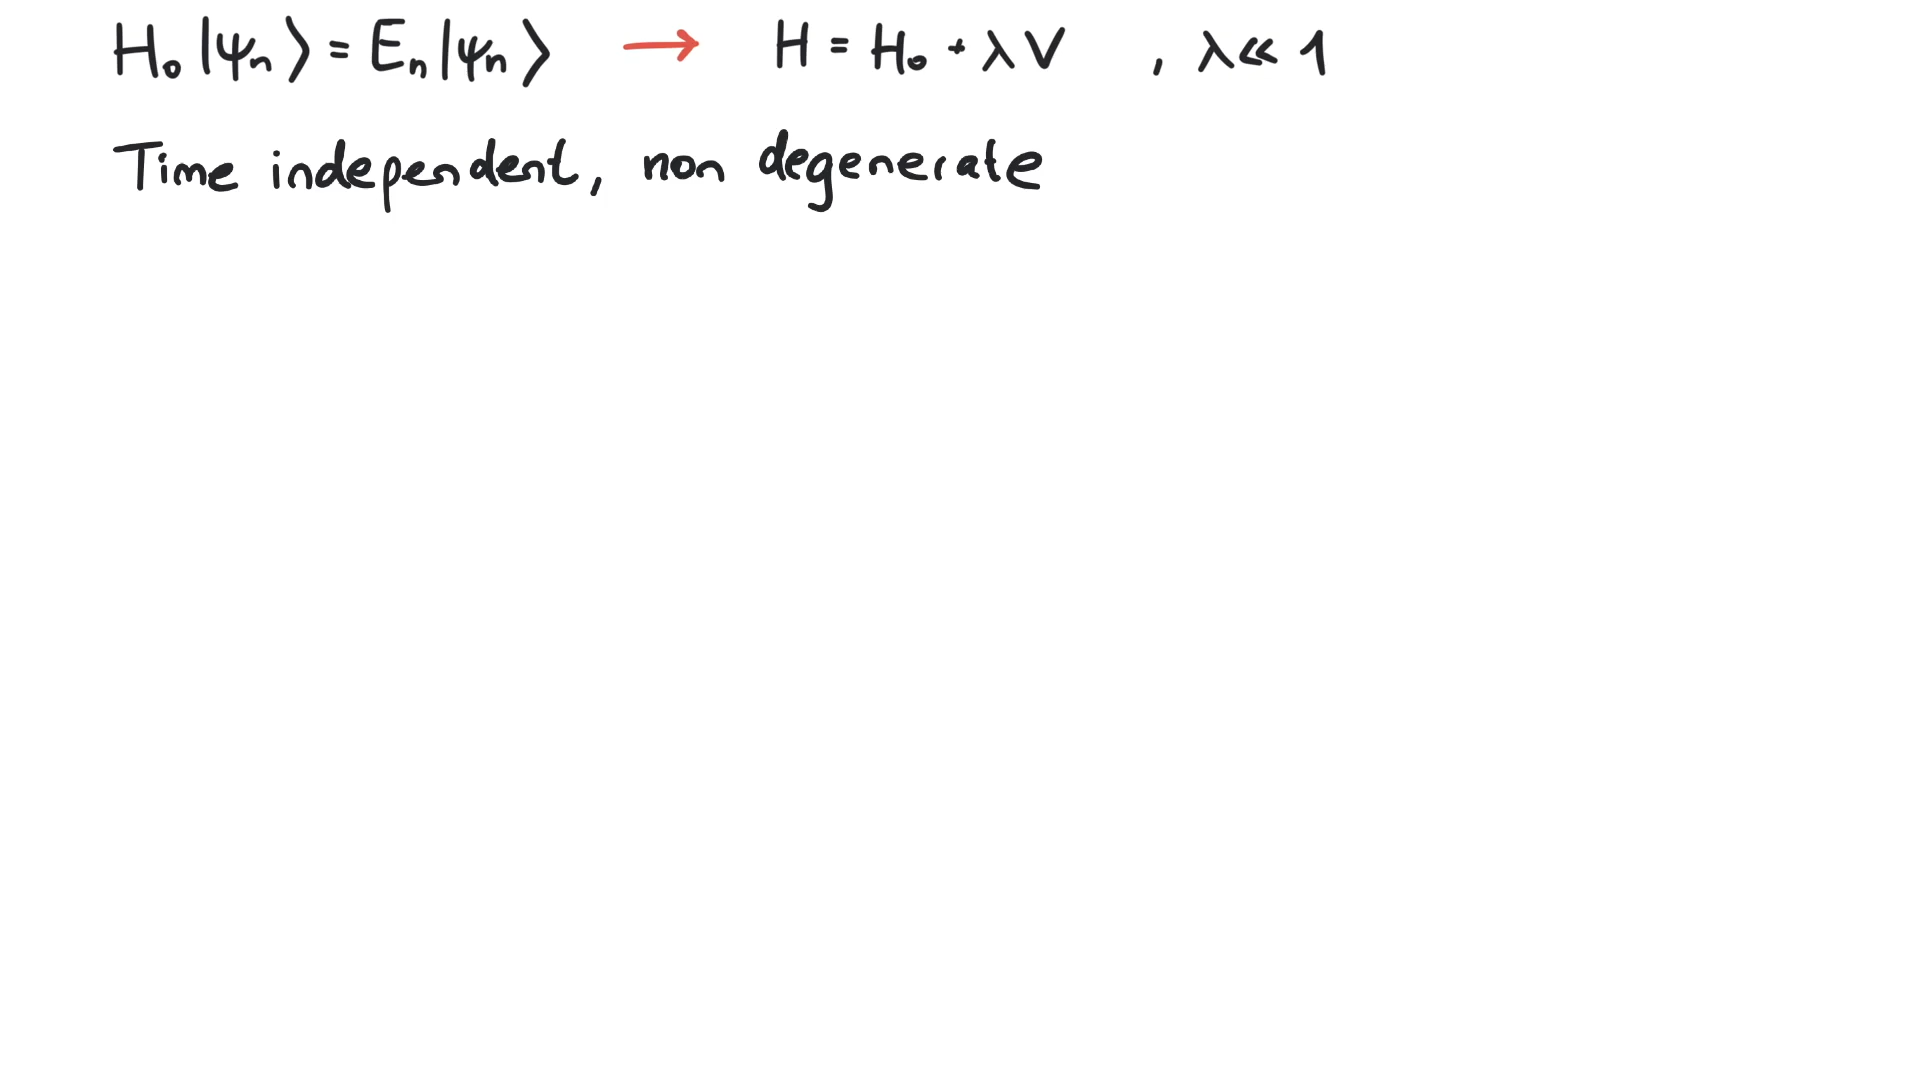 H₀|ψₙ⟩ = Eₙ|ψₙ⟩ → H = H₀ + λV , λ ≪ 1
Time independent, non degenerate